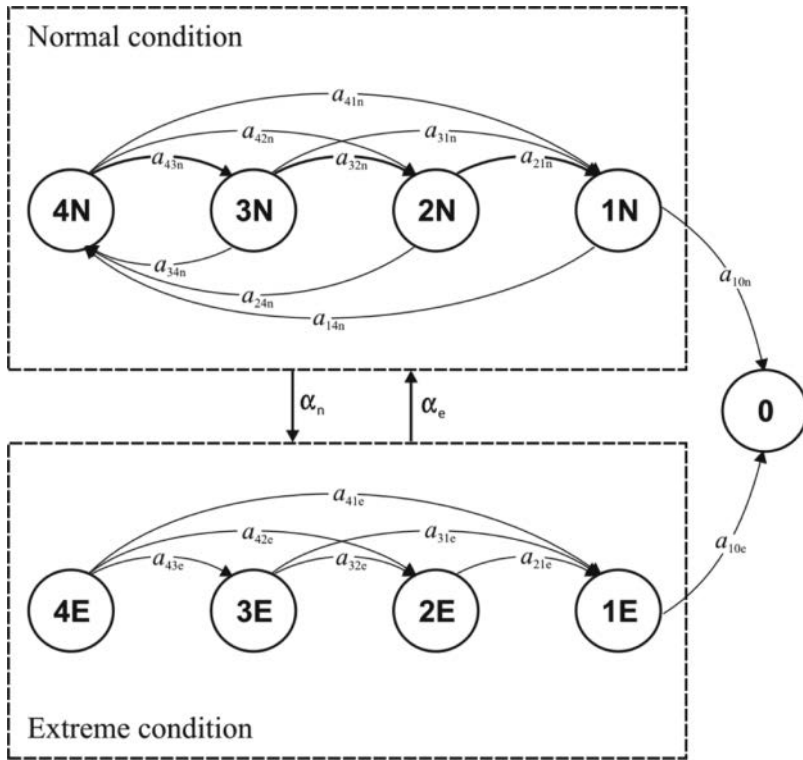 Normal condition
a41n
a42n
a31n
a43n
a32n
a21n
4N
3N
2N
1N
a34n
a24n
a14n
a10n
αn
αe
0
a41e
a42e
a31e
a43e
a32e
a21e
a10e
4E
3E
2E
1E
Extreme condition